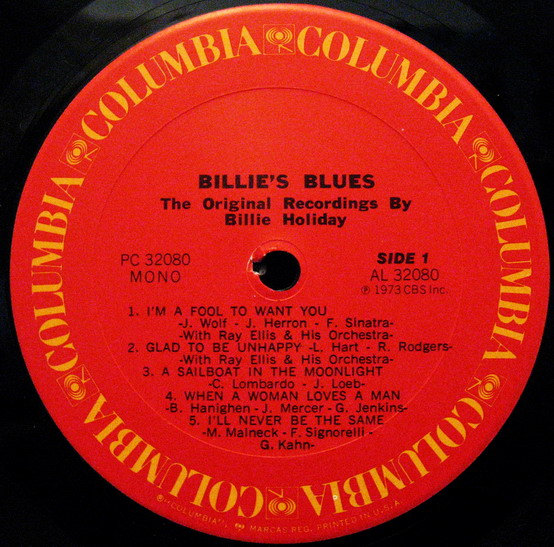 COLUMBIA COLUMBIA COLUMBIA COLUMBIA COLUMBIA COLUMBIA COLUMBIA COLUMBIA
BILLIE'S BLUES
The Original Recordings By
Billie Holiday
PC 32080
MONO
SIDE 1
AL 32080
℗ 1973 CBS Inc.
1. I'M A FOOL TO WANT YOU
-J. Wolf - J. Herron - F. Sinatra-
-With Ray Ellis & His Orchestra-
2. GLAD TO BE UNHAPPY -L. Hart - R. Rodgers-
-With Ray Ellis & His Orchestra-
3. A SAILBOAT IN THE MOONLIGHT
-C. Lombardo - J. Loeb-
4. WHEN A WOMAN LOVES A MAN
-B. Hanighen - J. Mercer - G. Jenkins-
5. I'LL NEVER BE THE SAME
-M. Malneck - F. Signorelli -
G. Kahn-
® "COLUMBIA", MARCAS REG. PRINTED IN U.S.A.